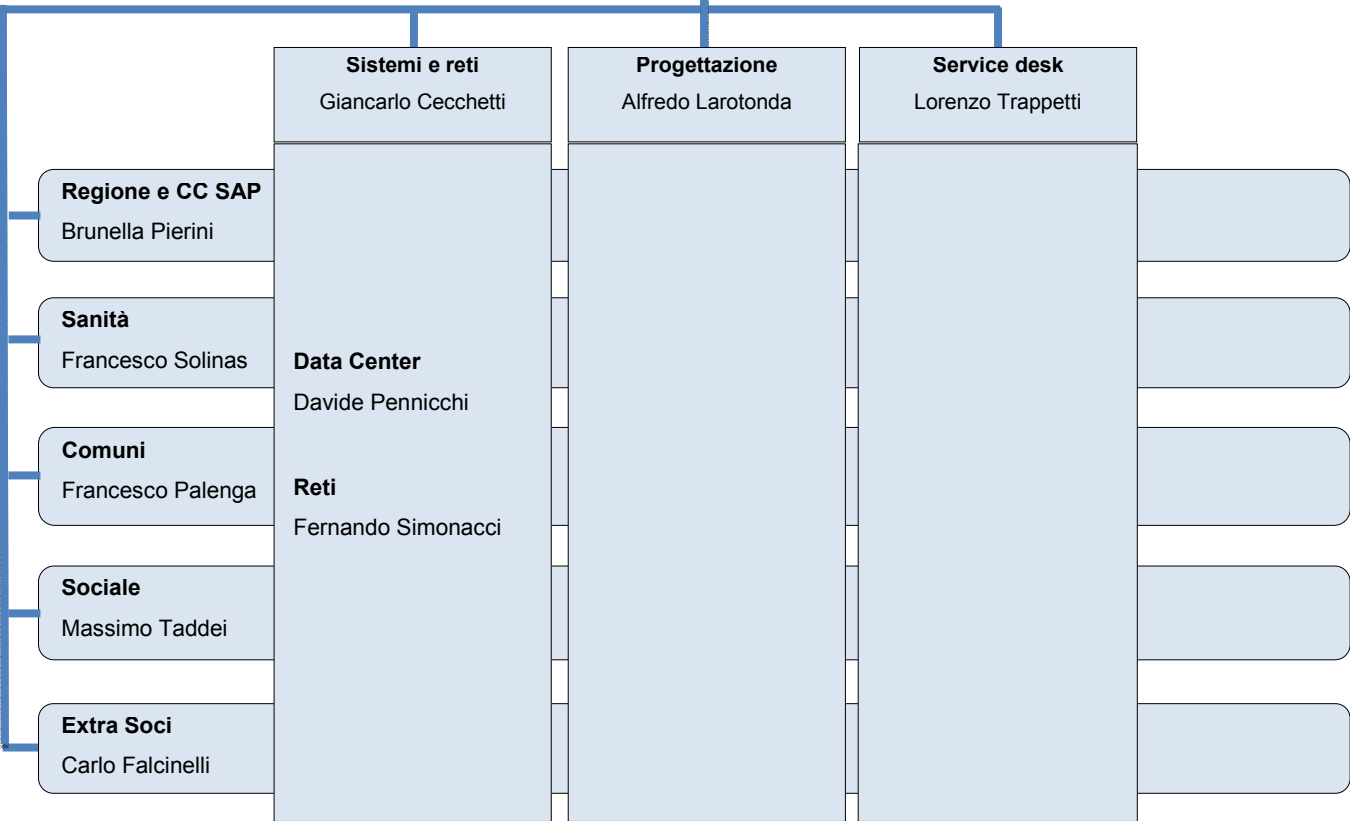 Sistemi e reti
Giancarlo Cecchetti
Progettazione
Alfredo Larotonda
Service desk
Lorenzo Trappetti
Regione e CC SAP
Brunella Pierini
Sanità
Francesco Solinas
Data Center
Davide Pennicchi
Comuni
Francesco Palenga
Reti
Fernando Simonacci
Sociale
Massimo Taddei
Extra Soci
Carlo Falcinelli